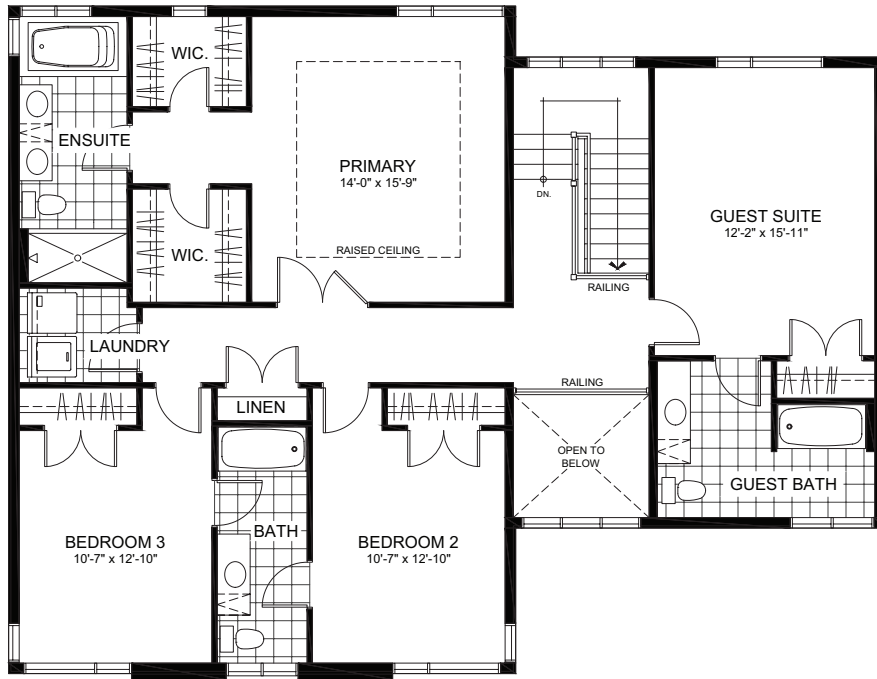 WIC.
ENSUITE
PRIMARY
14'-0" x 15'-9"
DN.
GUEST SUITE
12'-2" x 15'-11"
WIC.
RAISED CEILING
RAILING
LAUNDRY
LINEN
RAILING
OPEN TO
BELOW
GUEST BATH
BATH
BEDROOM 3
10'-7" x 12'-10"
BEDROOM 2
10'-7" x 12'-10"